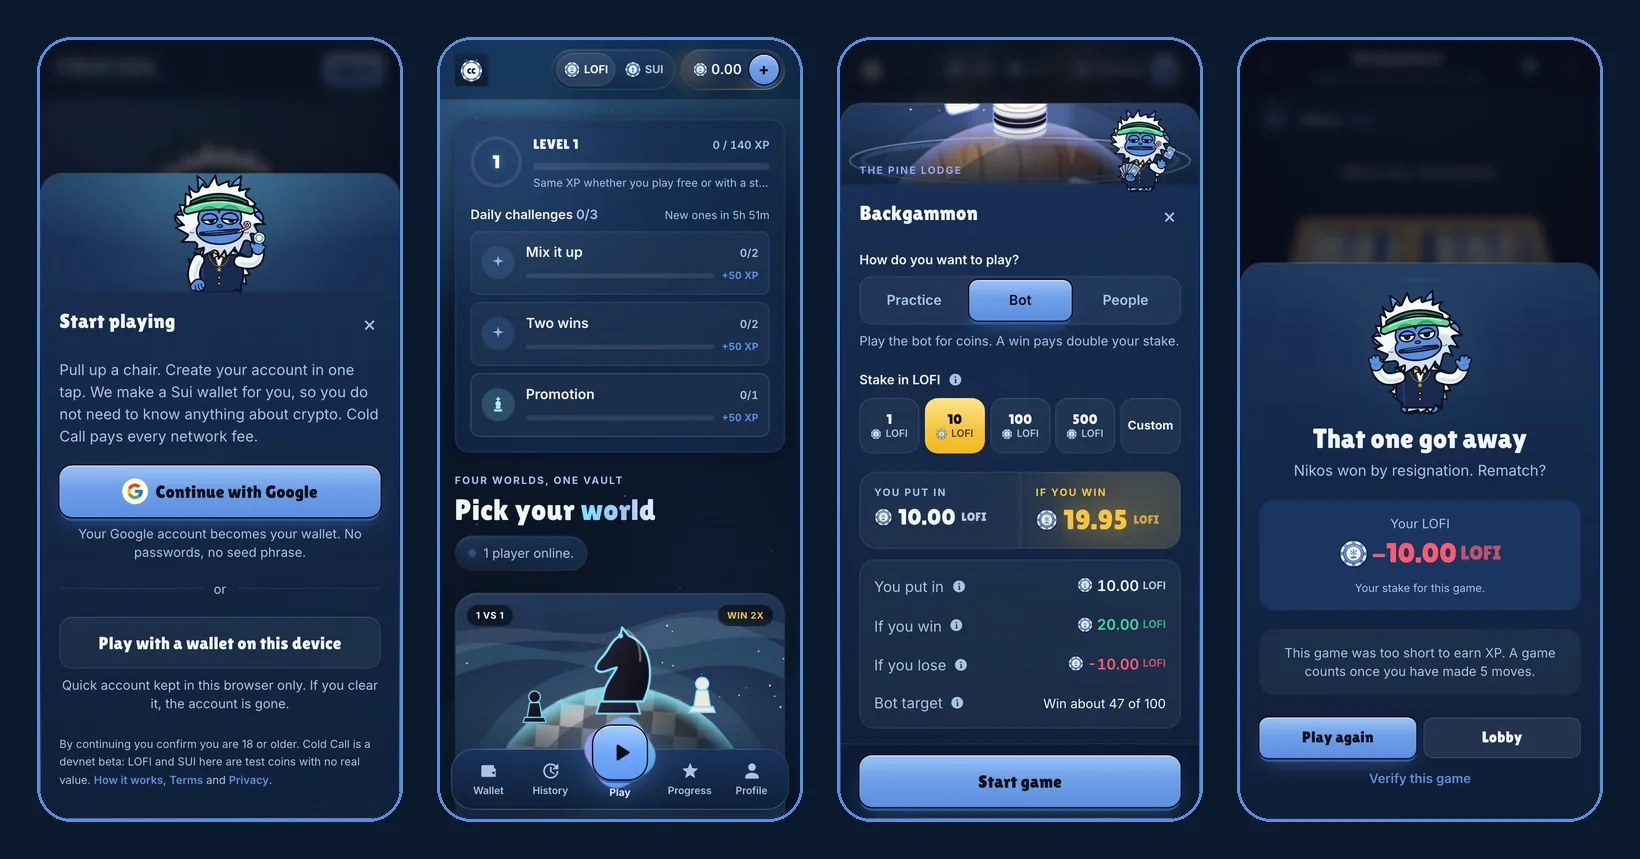 Start playing
Pull up a chair. Create your account in one
tap. We make a Sui wallet for you, so you do
not need to know anything about crypto. Cold
Call pays every network fee.
Continue with Google
Your Google account becomes your wallet. No
passwords, no seed phrase.
or
Play with a wallet on this device
Quick account kept in this browser only. If you clear
it, the account is gone.
By continuing you confirm you are 18 or older. Cold Call is a
devnet beta: LOFI and SUI here are test coins with no real
value. How it works, Terms and Privacy.
CC
LOFI
SUI
0.00
+
1
LEVEL 1
0 / 140 XP
Same XP whether you play free or with a st...
Daily challenges 0/3
New ones in 5h 51m
Mix it up
0/2
+50 XP
Two wins
0/2
+50 XP
Promotion
0/1
+50 XP
FOUR WORLDS, ONE VAULT
Pick your world
1 player online.
1 VS 1
WIN 2X
Wallet
History
Play
Progress
Profile
THE PINE LODGE
Backgammon
How do you want to play?
Practice
Bot
People
Play the bot for coins. A win pays double your stake.
Stake in LOFI
1
LOFI
10
LOFI
100
LOFI
500
LOFI
Custom
YOU PUT IN
10.00 LOFI
IF YOU WIN
19.95 LOFI
You put in
10.00 LOFI
If you win
20.00 LOFI
If you lose
-10.00 LOFI
Bot target
Win about 47 of 100
Start game
That one got away
Nikos won by resignation. Rematch?
Your LOFI
−10.00 LOFI
Your stake for this game.
This game was too short to earn XP. A game
counts once you have made 5 moves.
Play again
Lobby
Verify this game